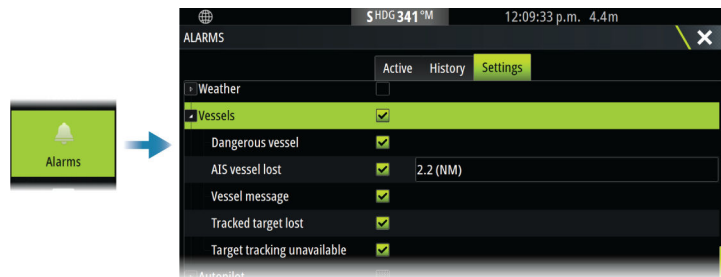 S HDG 341 °M 12:09:33 p.m. 4.4m
ALARMS
Active History Settings
Weather
Vessels
Dangerous vessel
Alarms
AIS vessel lost 2.2 (NM)
Vessel message
Tracked target lost
Target tracking unavailable
Autopilot